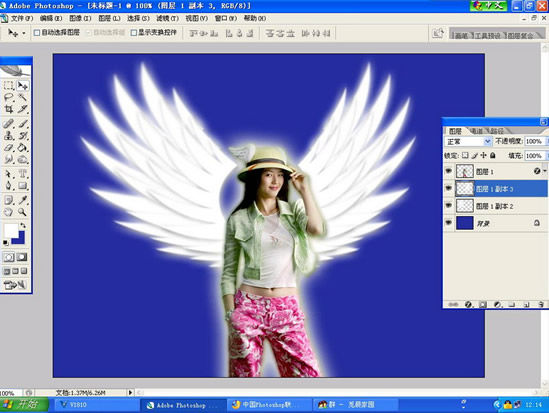 Adobe Photoshop - [未标题-1 @ 100% (图层 1 副本 3, RGB/8)]
文件(F) 编辑(E) 图像(I) 图层(L) 选择(S) 滤镜(T) 视图(V) 窗口(W) 帮助(H)
自动选择图层 自动选择组 显示变换控件
画笔 工具预设 图层复合
图层 通道 路径
正常 不透明度: 100%
锁定: 填充: 100%
图层 1
图层 1 副本 3
图层 1 副本 2
背景
100% 文档:1.37M/6.26M
开始 V1810 Adobe Photoshop ... 中国Photoshop联... 群 - 12:14